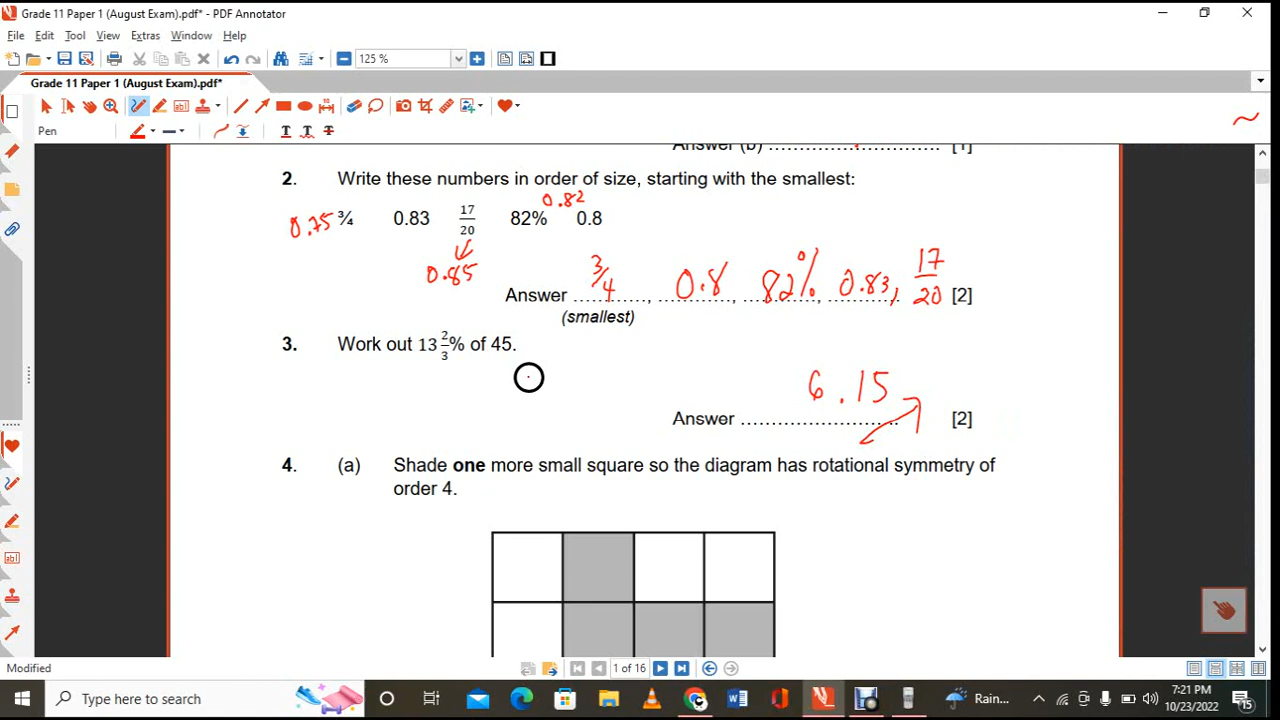 Grade 11 Paper 1 (August Exam).pdf* - PDF Annotator
File Edit Tool View Extras Window Help
125 %
Grade 11 Paper 1 (August Exam).pdf*
Pen
Answer (b) ............................ [1]
2. Write these numbers in order of size, starting with the smallest:
0.82
0.75 ¾ 0.83 17/20 82% 0.8
0.85
Answer 3/4, 0.8, 82%, 0.83, 17/20 [2]
(smallest)
3. Work out 13 2/3% of 45.
6.15
Answer ............................ [2]
4. (a) Shade one more small square so the diagram has rotational symmetry of
order 4.
Modified 1 of 16
Type here to search Rain... 7:21 PM
10/23/2022 15